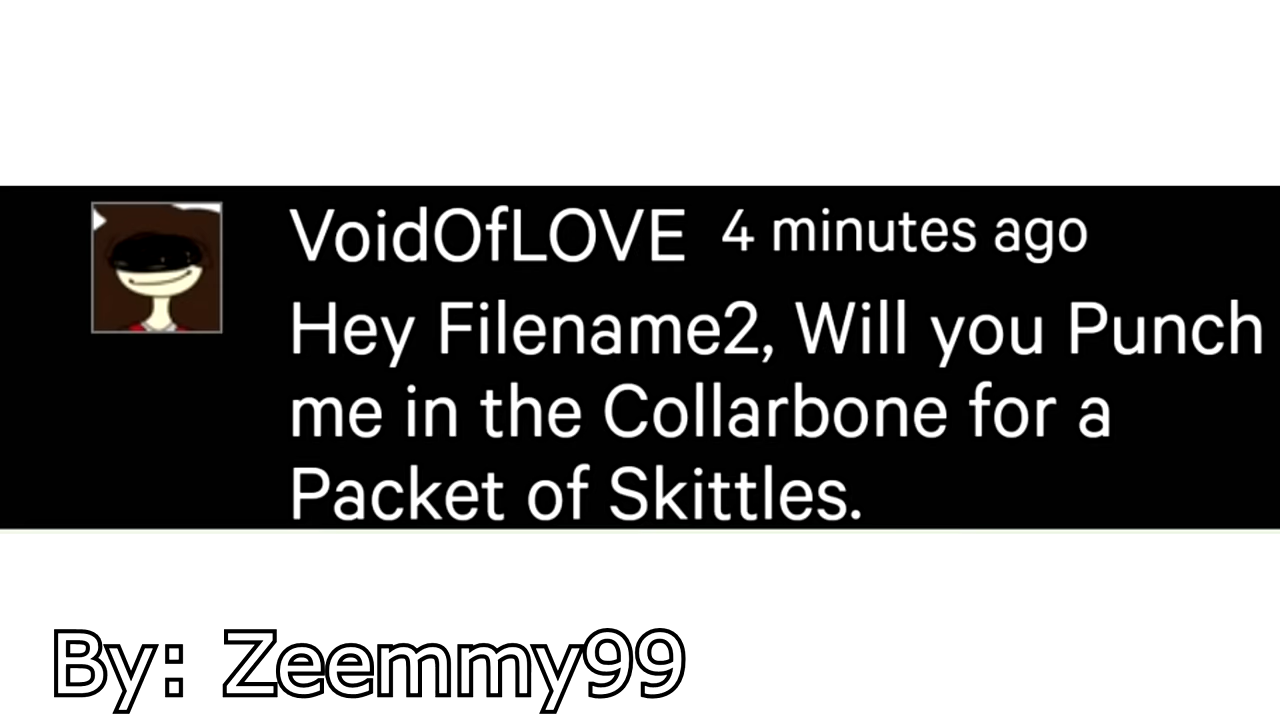 VoidOfLOVE 4 minutes ago
Hey Filename2, Will you Punch
me in the Collarbone for a
Packet of Skittles.
By: Zeemmy99